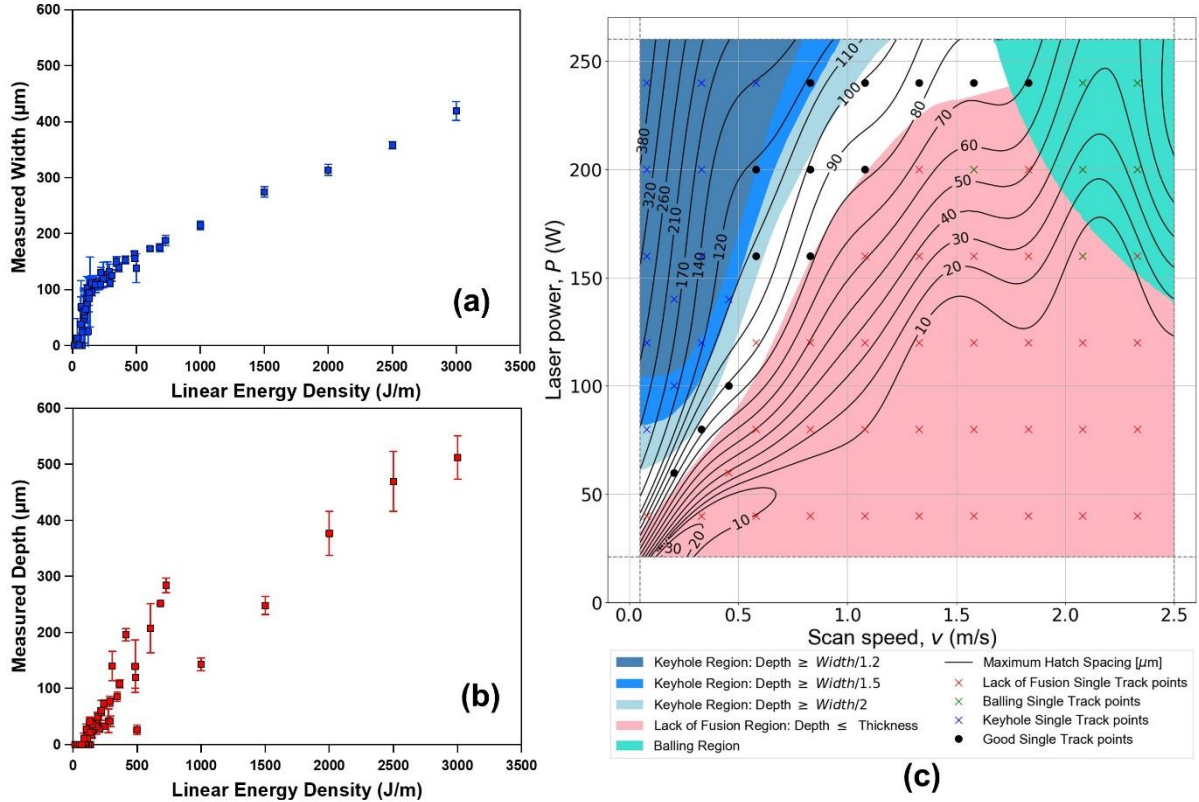 600
500
400
300
200
100
0
Measured Width (µm)
(a)
0 500 1000 1500 2000 2500 3000 3500
Linear Energy Density (J/m)
600
500
400
300
200
100
0
Measured Depth (µm)
(b)
0 500 1000 1500 2000 2500 3000 3500
Linear Energy Density (J/m)
250
200
150
100
50
0
Laser power, P (W)
380
320
260
210
170
140
120
110
100
90
80
70
60
50
40
30
20
10
30
20
10
0.0 0.5 1.0 1.5 2.0 2.5
Scan speed, v (m/s)
Keyhole Region: Depth ≥ Width/1.2
Keyhole Region: Depth ≥ Width/1.5
Keyhole Region: Depth ≥ Width/2
Lack of Fusion Region: Depth ≤ Thickness
Balling Region
Maximum Hatch Spacing [µm]
Lack of Fusion Single Track points
Balling Single Track points
Keyhole Single Track points
Good Single Track points
(c)